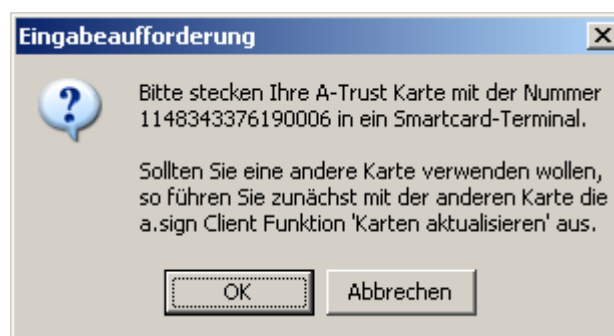 Eingabeaufforderung
Bitte stecken Ihre A-Trust Karte mit der Nummer
1148343376190006 in ein Smartcard-Terminal.
Sollten Sie eine andere Karte verwenden wollen,
so führen Sie zunächst mit der anderen Karte die
a.sign Client Funktion 'Karten aktualisieren' aus.
OK
Abbrechen